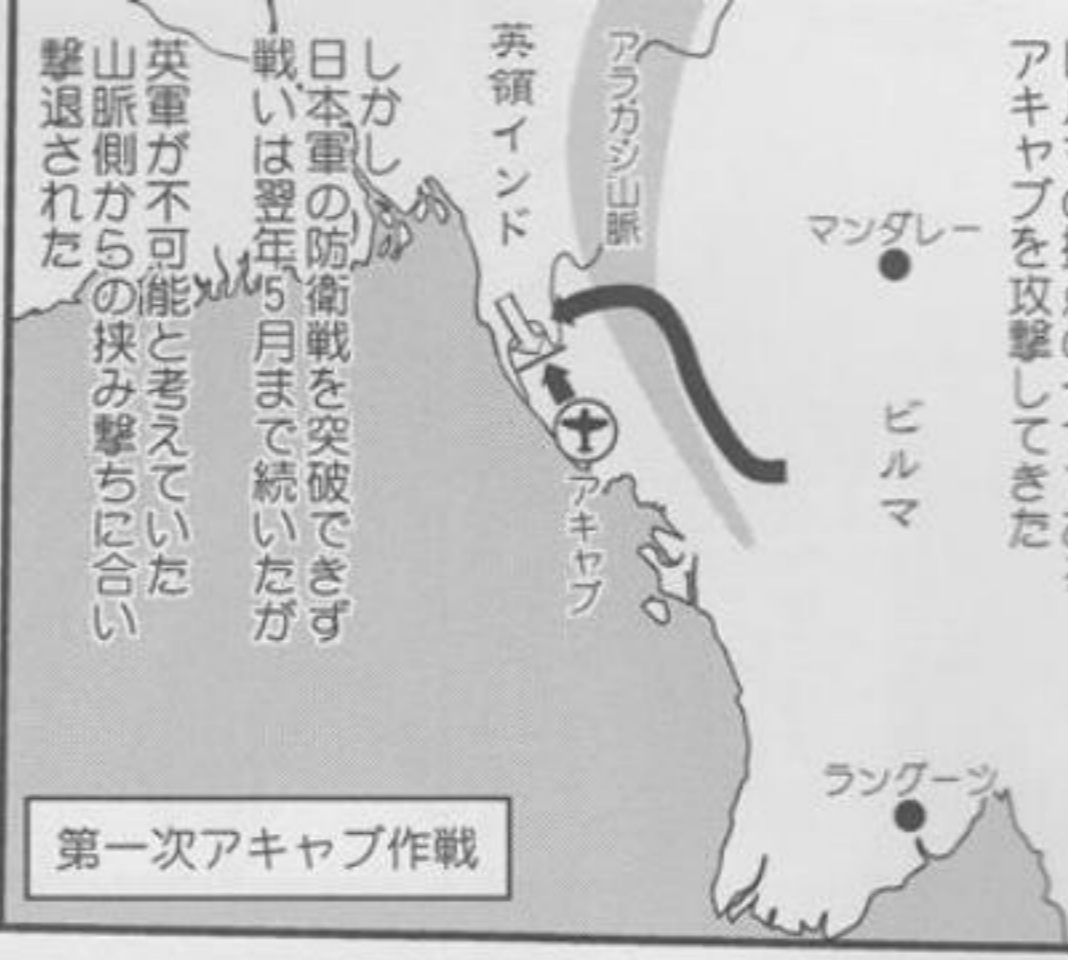 アキャブを攻撃してきた
マンダレー
ビルマ
ラングーン
アラカン山脈
英領インド
アキャブ
しかし
日本軍の防衛戦を突破できず
戦いは翌年5月まで続いたが
英軍が不可能と考えていた
山脈側からの挟み撃ちに合い
撃退された
第一次アキャブ作戦